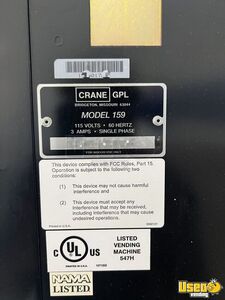 CRANE GPL
BRIDGETON, MISSOURI 63044
MODEL 159
115 VOLTS • 60 HERTZ
3 AMPS • SINGLE PHASE
This device complies with FCC Rules, Part 15.
Operation is subject to the following two
conditions:
(1) This device may not cause harmful
interference, and
(2) This device must accept any
interference that may be received,
including interference that may cause
undesired operations.
C UL US
LISTED
VENDING
MACHINE
547H
NAMA
LISTED
Used
Vending